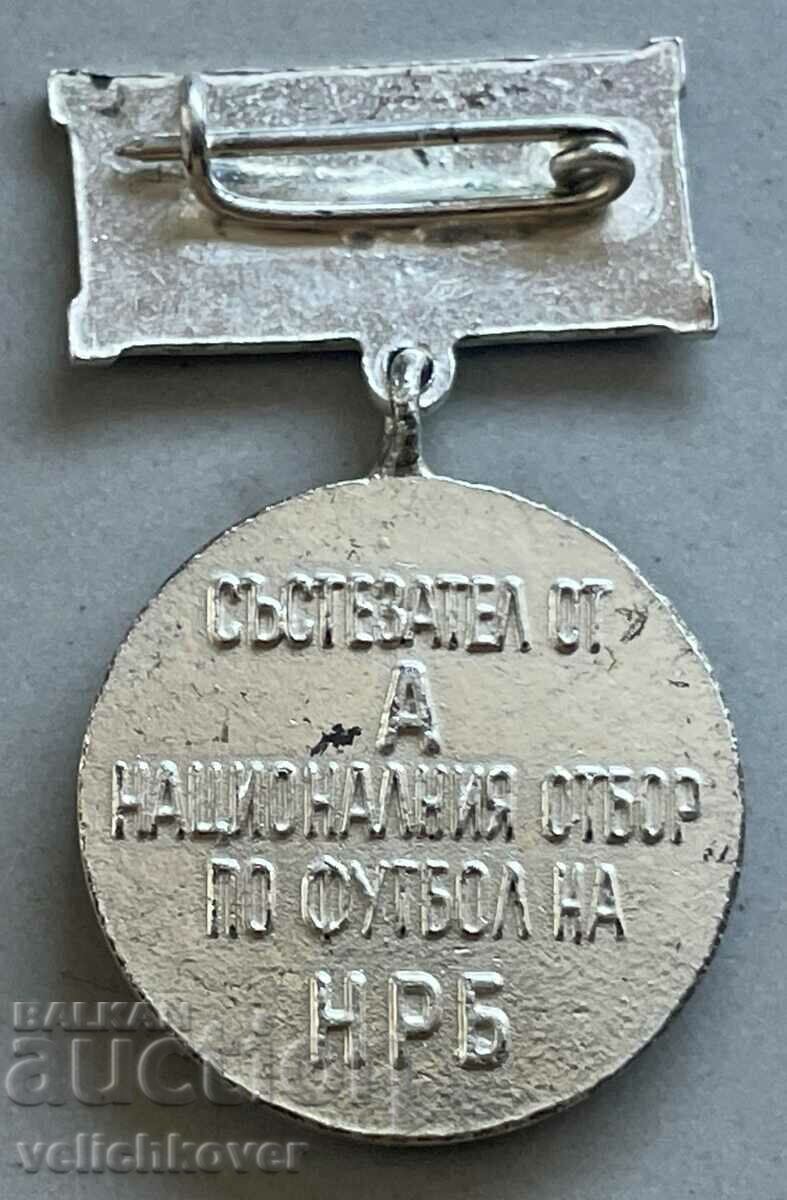 СЪСТЕЗАТЕЛ ОТ
А
НАЦИОНАЛНИЯ ОТБОР
ПО ФУТБОЛ НА
НРБ
BALKAN
auction
velichkover